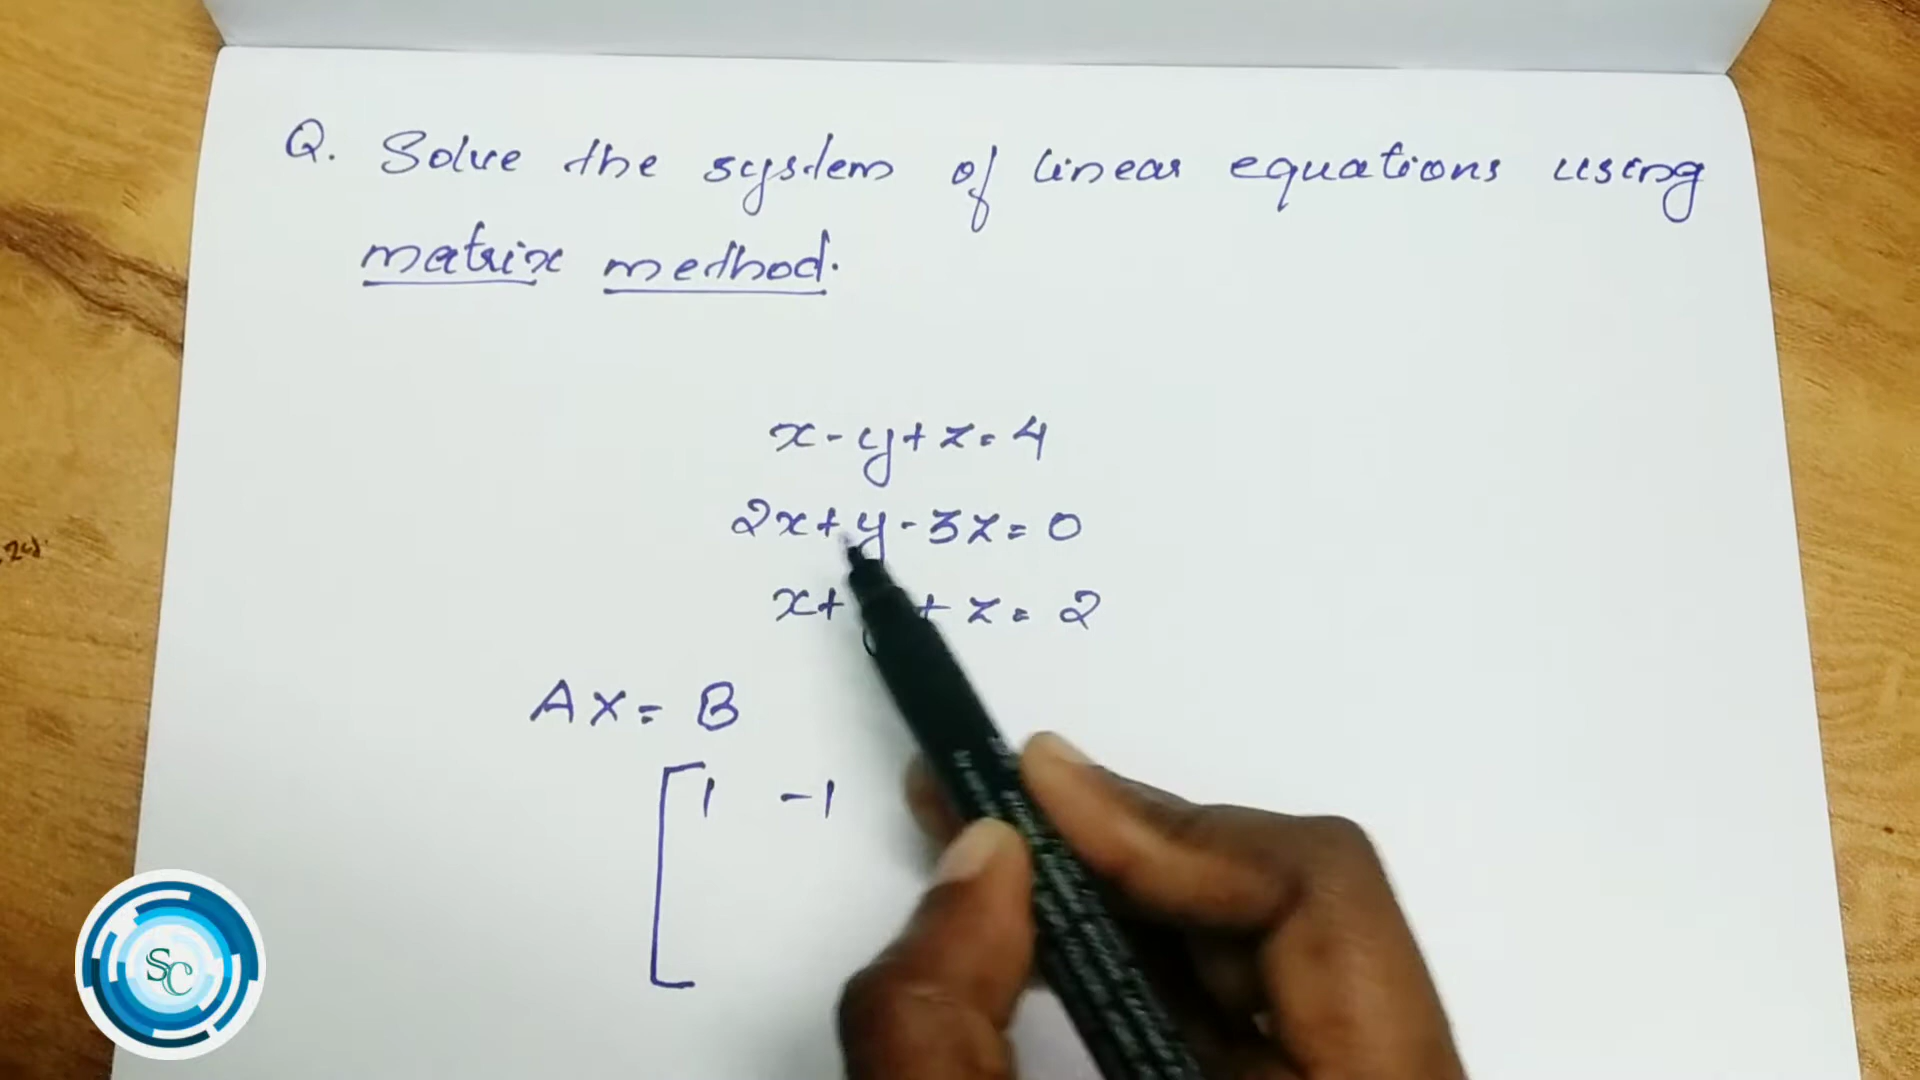 Q. Solve the system of linear equations using
matrix method.
x - y + z = 4
2x + y - 3z = 0
x + + z = 2
AX = B
1 -1
SC